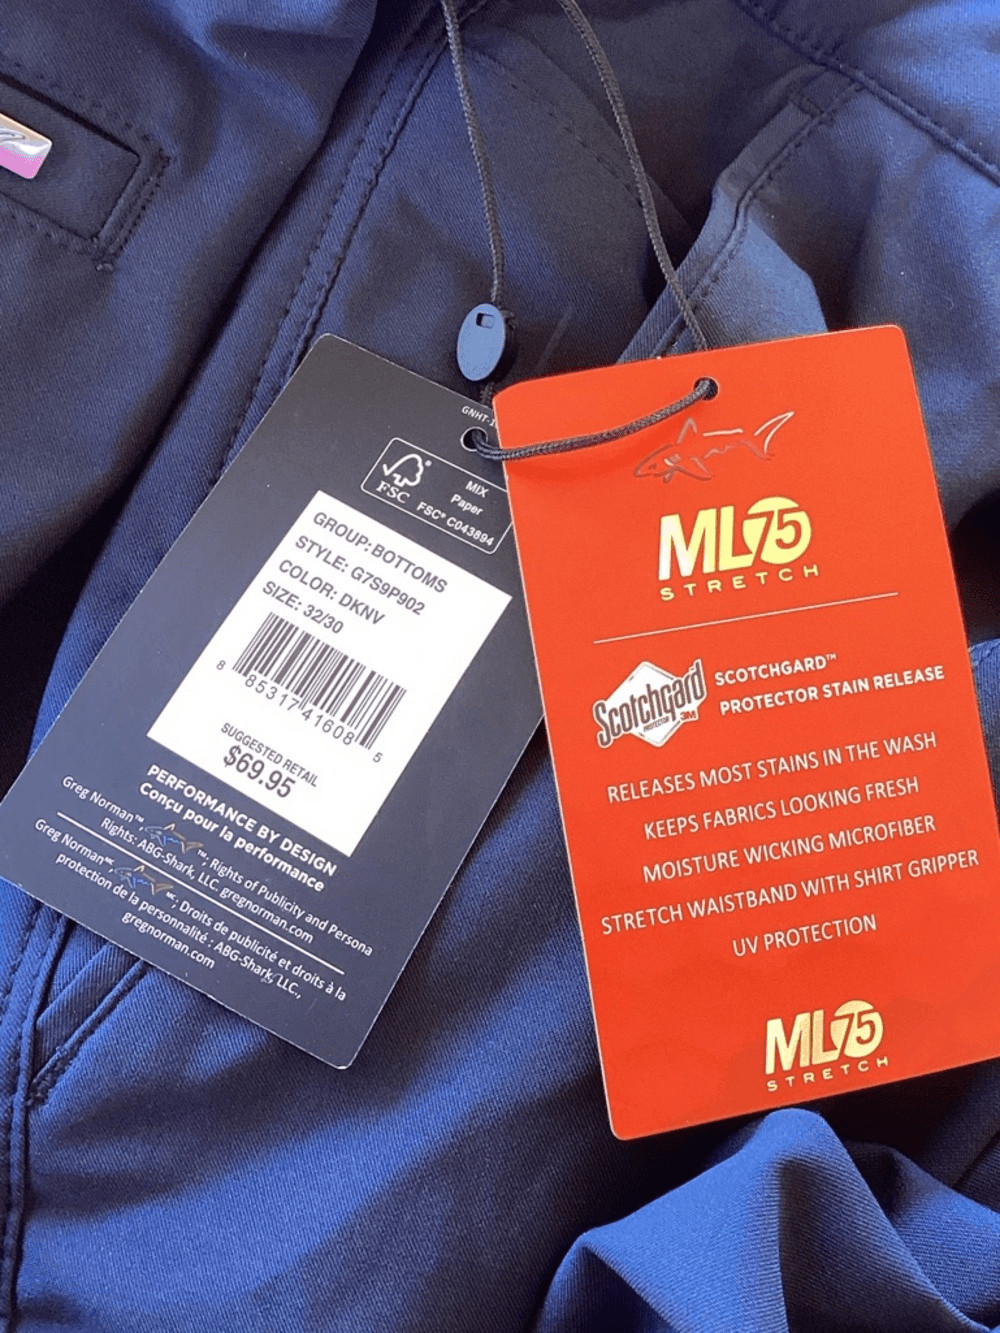 GNHT-1
FSC
MIX
Paper
FSC® C043894
GROUP: BOTTOMS
STYLE: G7S9P902
COLOR: DKNV
SIZE: 32/30
8 85317 41608 5
SUGGESTED RETAIL
$69.95
PERFORMANCE BY DESIGN
Conçu pour la performance
Greg Norman™ ™; Rights of Publicity and Persona
Rights: ABG-Shark, LLC. gregnorman.com
Greg Norman ; Droits de publicité et droits à la
protection de la personnalité : ABG-Shark, LLC.,
gregnorman.com
ML75
STRETCH
Scotchgard
PROTECTOR
3M
SCOTCHGARD™
PROTECTOR STAIN RELEASE
RELEASES MOST STAINS IN THE WASH
KEEPS FABRICS LOOKING FRESH
MOISTURE WICKING MICROFIBER
STRETCH WAISTBAND WITH SHIRT GRIPPER
UV PROTECTION
ML75
STRETCH